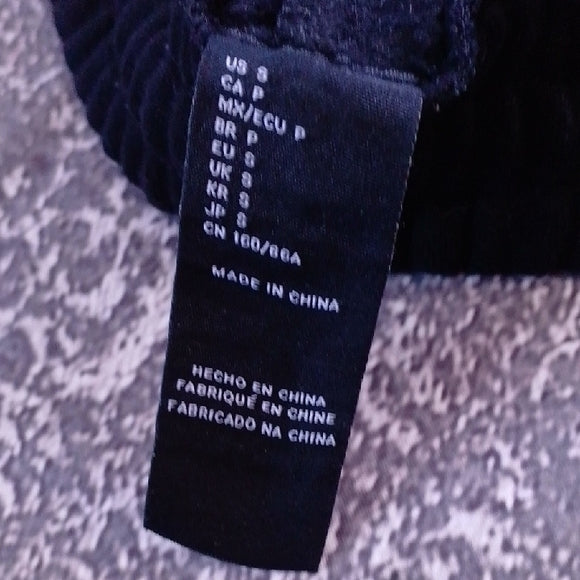 US S
CA P
MX/ECU P
BR P
EU S
UK S
KR S
JP S
CN 160/66A
MADE IN CHINA
HECHO EN CHINA
FABRIQUÉ EN CHINE
FABRICADO NA CHINA